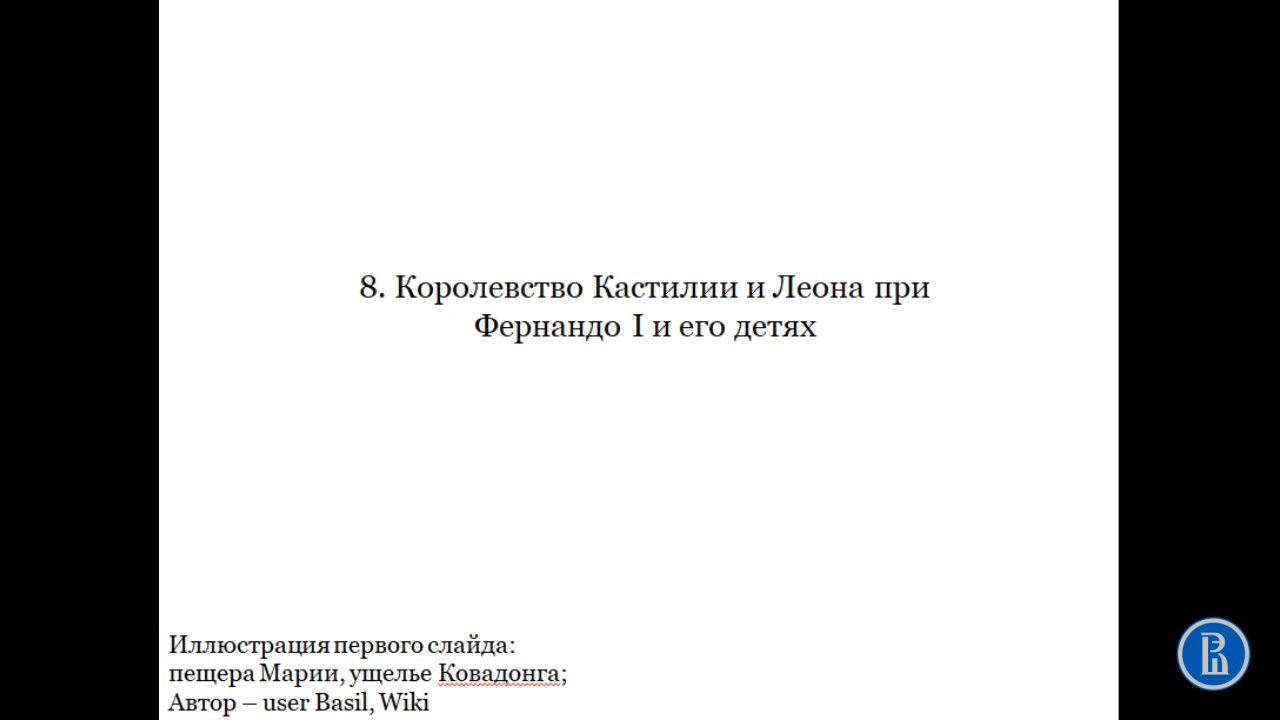 8. Королевство Кастилии и Леона при
Фернандо I и его детях
Иллюстрация первого слайда:
пещера Марии, ущелье Ковадонга;
Автор – user Basil, Wiki